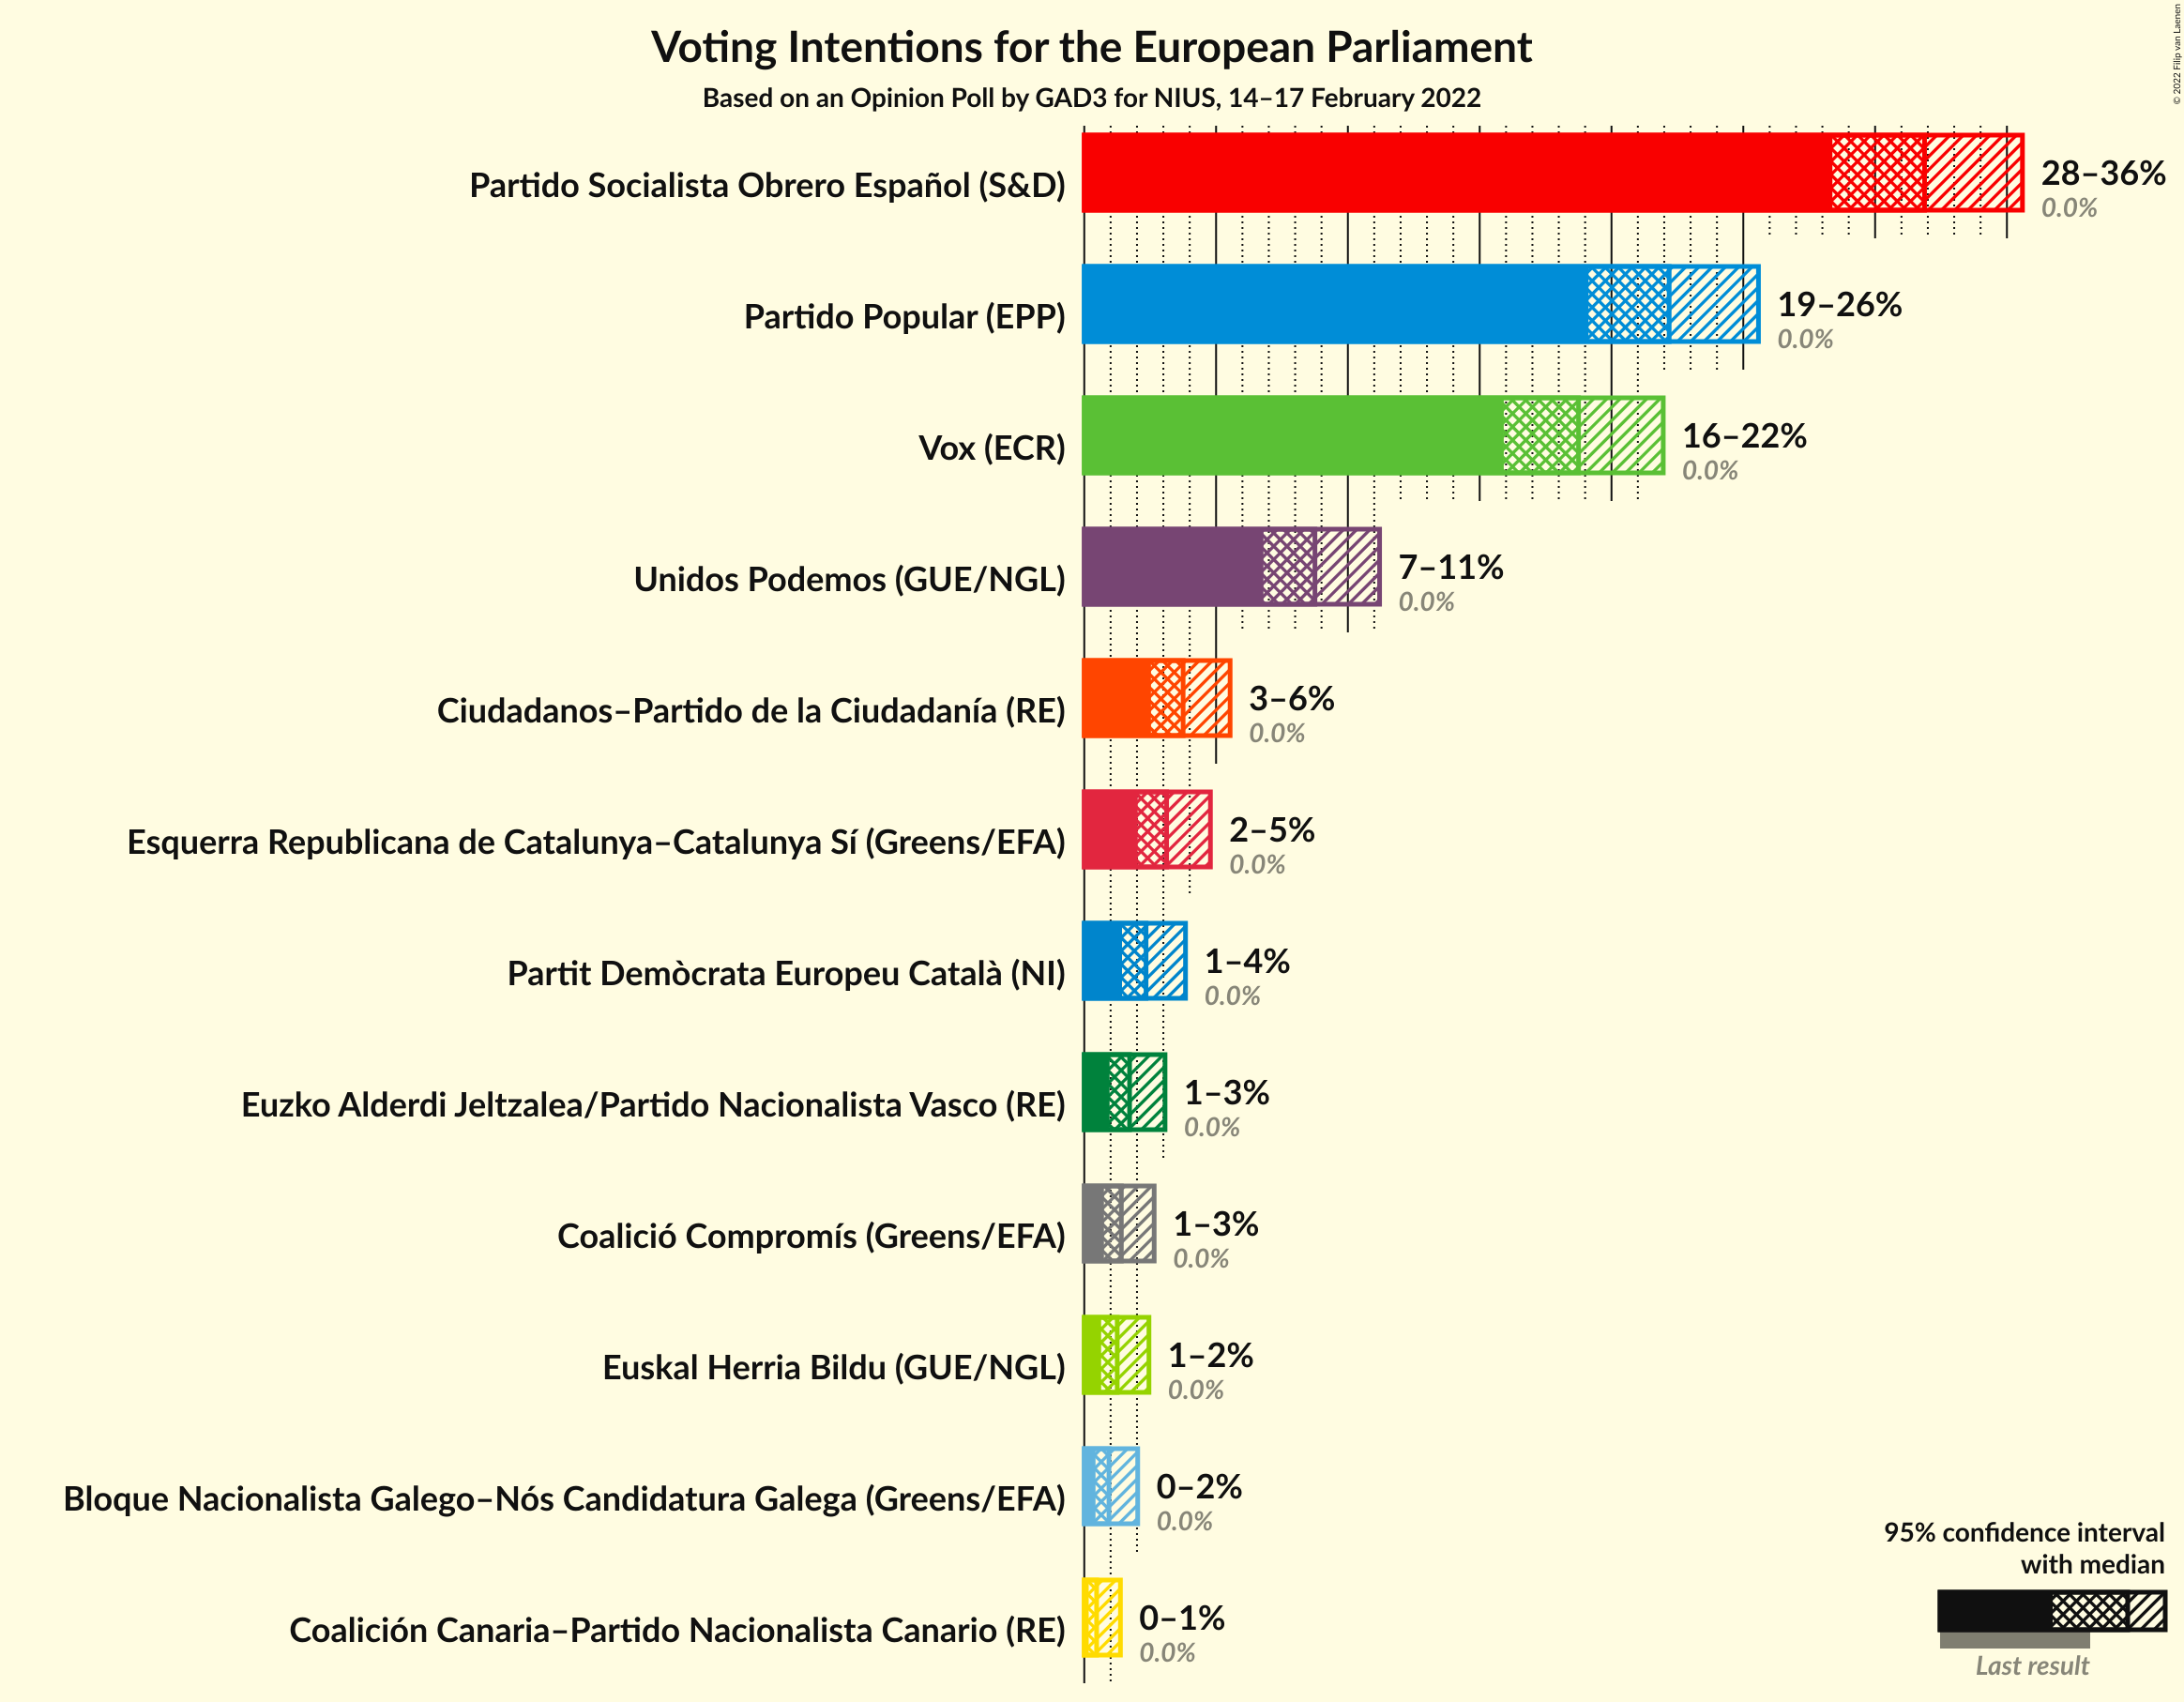 Voting Intentions for the European Parliament
Based on an Opinion Poll by GAD3 for NIUS, 14–17 February 2022
© 2022 Filip van Laenen
Partido Socialista Obrero Español (S&D)
28–36%
0.0%
Partido Popular (EPP)
19–26%
0.0%
Vox (ECR)
16–22%
0.0%
Unidos Podemos (GUE/NGL)
7–11%
0.0%
Ciudadanos–Partido de la Ciudadanía (RE)
3–6%
0.0%
Esquerra Republicana de Catalunya–Catalunya Sí (Greens/EFA)
2–5%
0.0%
Partit Demòcrata Europeu Català (NI)
1–4%
0.0%
Euzko Alderdi Jeltzalea/Partido Nacionalista Vasco (RE)
1–3%
0.0%
Coalició Compromís (Greens/EFA)
1–3%
0.0%
Euskal Herria Bildu (GUE/NGL)
1–2%
0.0%
Bloque Nacionalista Galego–Nós Candidatura Galega (Greens/EFA)
0–2%
0.0%
Coalición Canaria–Partido Nacionalista Canario (RE)
0–1%
0.0%
95% confidence interval
with median
Last result